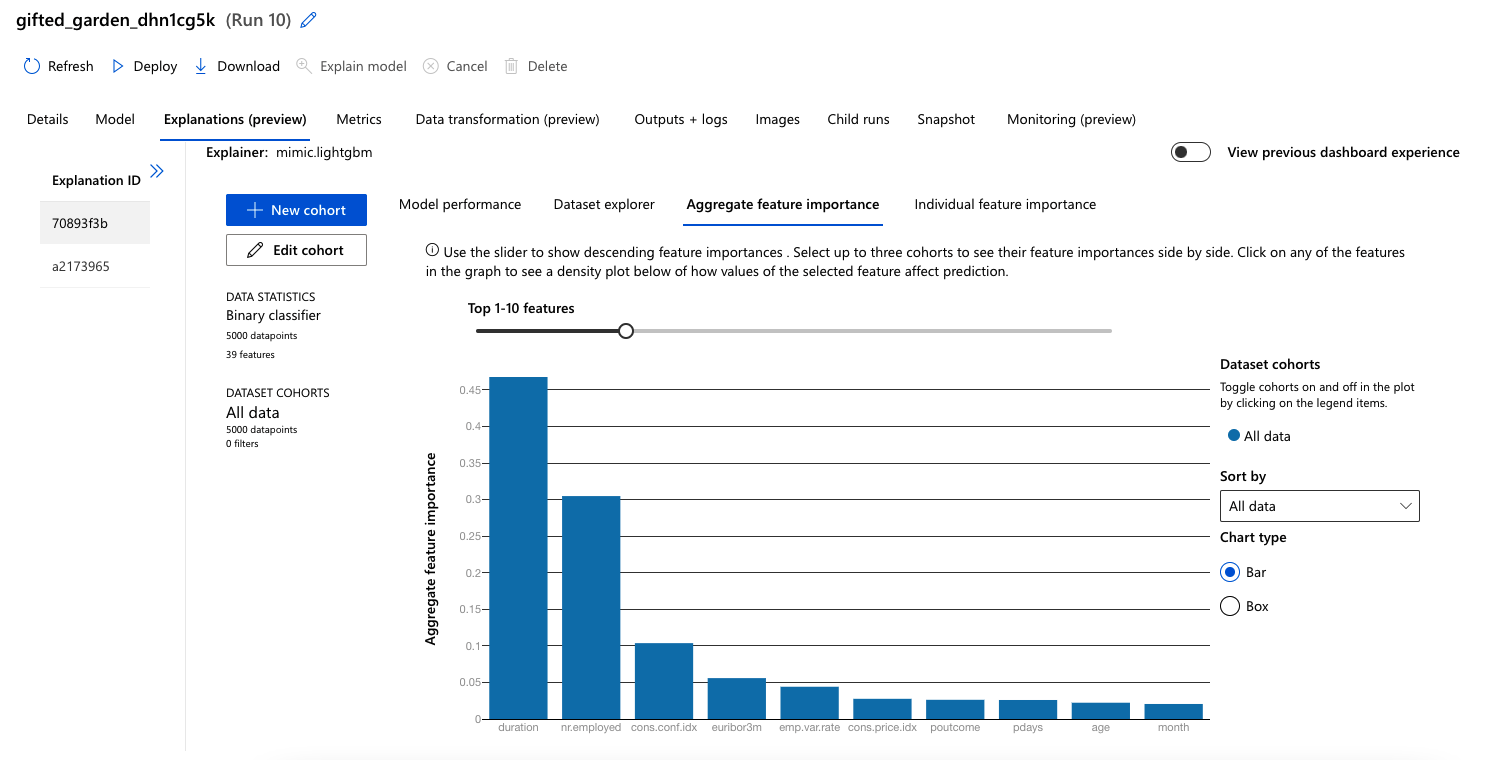 gifted_garden_dhn1cg5k (Run 10)
Refresh Deploy Download Explain model Cancel Delete
Details Model Explanations (preview) Metrics Data transformation (preview) Outputs + logs Images Child runs Snapshot Monitoring (preview)
Explainer: mimic.lightgbm
View previous dashboard experience
Explanation ID
70893f3b
a2173965
New cohort
Edit cohort
DATA STATISTICS
Binary classifier
5000 datapoints
39 features
DATASET COHORTS
All data
5000 datapoints
0 filters
Model performance Dataset explorer Aggregate feature importance Individual feature importance
Use the slider to show descending feature importances . Select up to three cohorts to see their feature importances side by side. Click on any of the features
in the graph to see a density plot below of how values of the selected feature affect prediction.
Top 1-10 features
Aggregate feature importance
0.45
0.4
0.35
0.3
0.25
0.2
0.15
0.1
0.05
0
duration nr.employed cons.conf.idx euribor3m emp.var.rate cons.price.idx poutcome pdays age month
Dataset cohorts
Toggle cohorts on and off in the plot
by clicking on the legend items.
All data
Sort by
All data
Chart type
Bar
Box